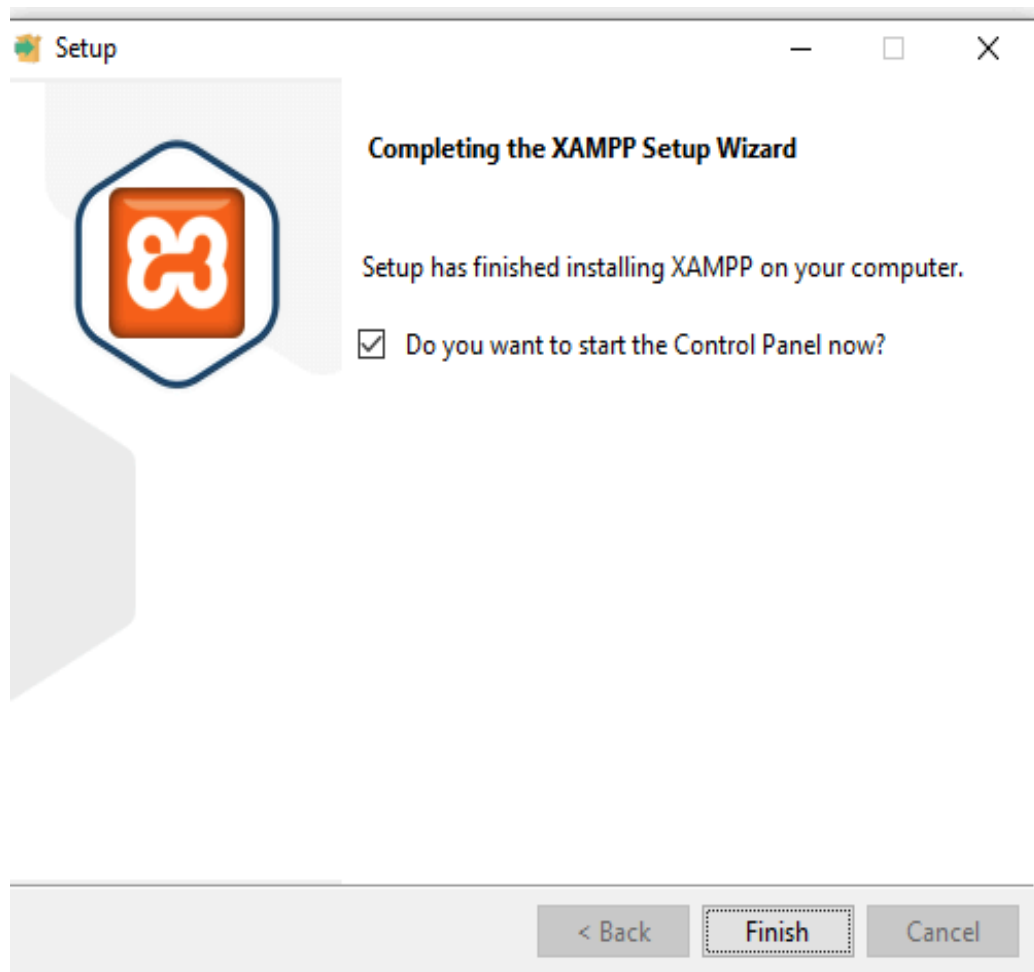 Setup
Completing the XAMPP Setup Wizard
Setup has finished installing XAMPP on your computer.
Do you want to start the Control Panel now?
< Back
Finish
Cancel